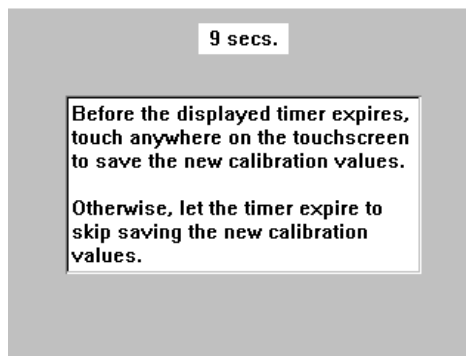 9 secs.
Before the displayed timer expires,
touch anywhere on the touchscreen
to save the new calibration values.
Otherwise, let the timer expire to
skip saving the new calibration
values.